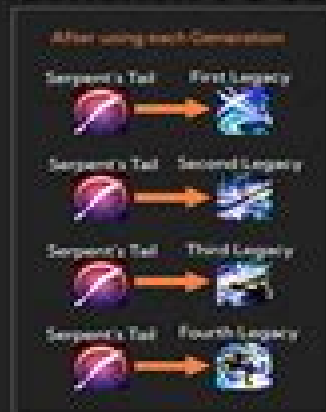 After using each Generation
Serpent's Tail First Legacy
Serpent's Tail Second Legacy
Serpent's Tail Third Legacy
Serpent's Tail Fourth Legacy